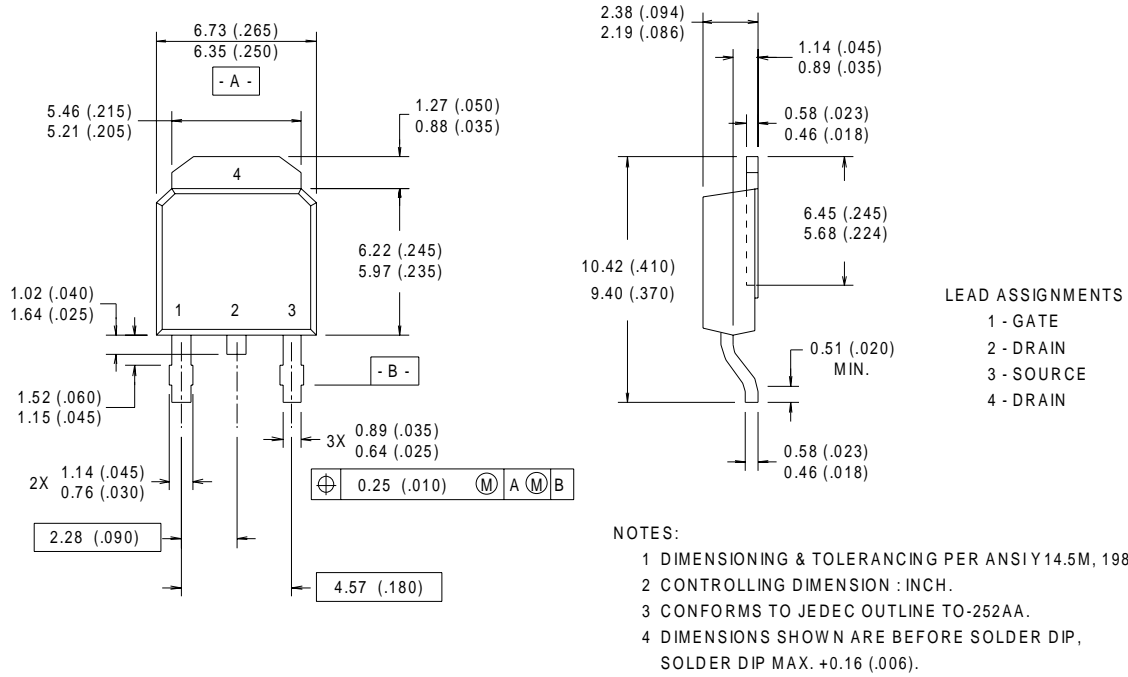 6.73 (.265)
6.35 (.250)
- A -
5.46 (.215)
5.21 (.205)
1.27 (.050)
0.88 (.035)
4
6.22 (.245)
5.97 (.235)
1.02 (.040)
1.64 (.025)
1 2 3
- B -
1.52 (.060)
1.15 (.045)
3X 0.89 (.035)
0.64 (.025)
2X 1.14 (.045)
0.76 (.030)
⌖ 0.25 (.010) Ⓜ A Ⓜ B
2.28 (.090)
4.57 (.180)
2.38 (.094)
2.19 (.086)
1.14 (.045)
0.89 (.035)
0.58 (.023)
0.46 (.018)
6.45 (.245)
5.68 (.224)
10.42 (.410)
9.40 (.370)
0.51 (.020)
MIN.
0.58 (.023)
0.46 (.018)
LEAD ASSIGNMENTS
1 - GATE
2 - DRAIN
3 - SOURCE
4 - DRAIN
NOTES:
1 DIMENSIONING & TOLERANCING PER ANSI Y14.5M, 198
2 CONTROLLING DIMENSION : INCH.
3 CONFORMS TO JEDEC OUTLINE TO-252AA.
4 DIMENSIONS SHOWN ARE BEFORE SOLDER DIP,
SOLDER DIP MAX. +0.16 (.006).